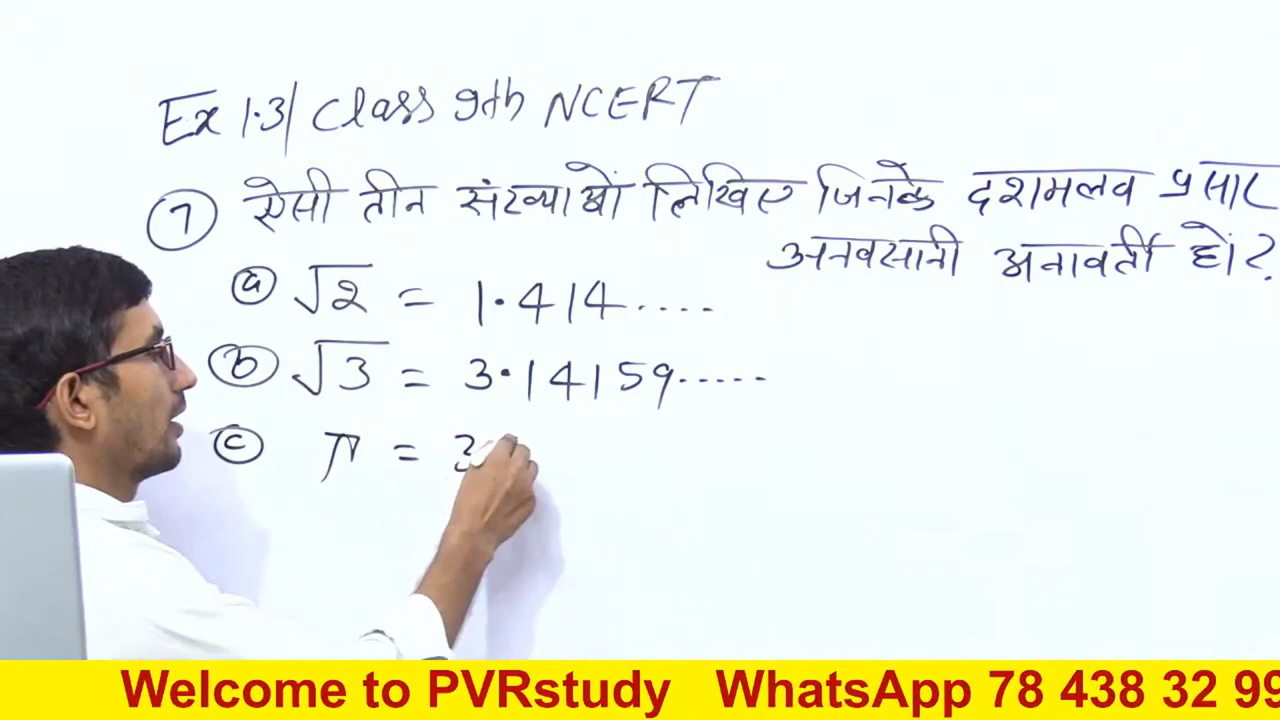 Ex 1.3/ Class 9th NCERT
7 ऐसी तीन संख्याओं लिखिए जिनके दशमलव प्रसार
अनवसानी अनावर्ती हों?
a √2 = 1.414....
b √3 = 3.14159.....
c π = 3
Welcome to PVRstudy WhatsApp 78 438 32 99